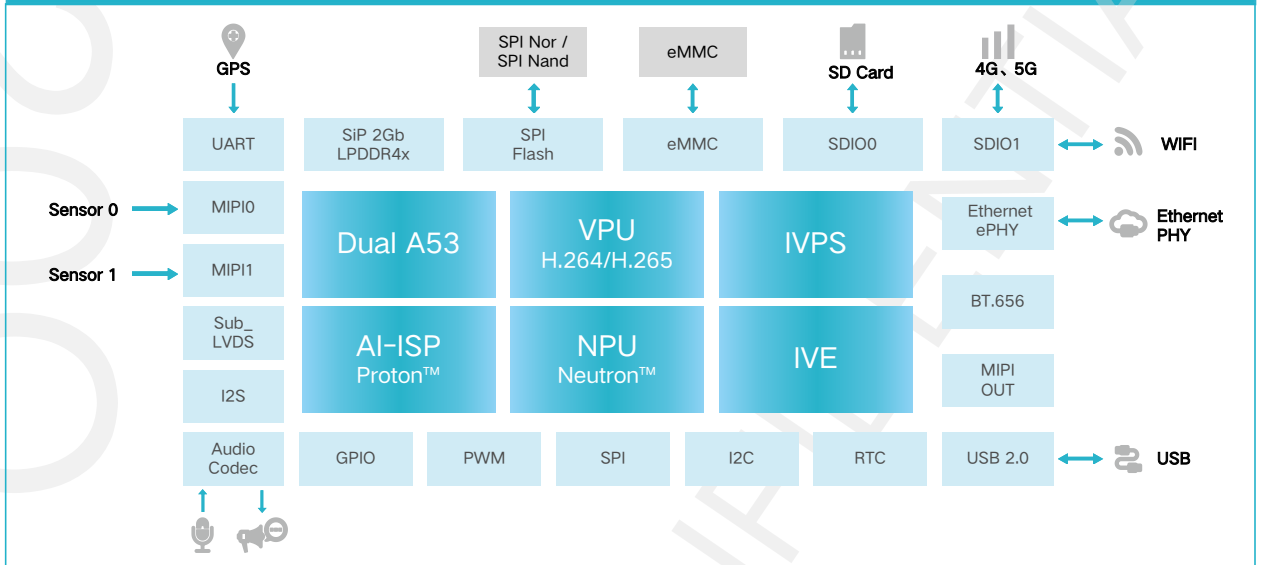 GPS
SPI Nor /
SPI Nand
eMMC
SD Card
4G、5G
UART
SiP 2Gb
LPDDR4x
SPI
Flash
eMMC
SDIO0
SDIO1
WIFI
Sensor 0
MIPI0
Dual A53
VPU
H.264/H.265
IVPS
Ethernet
ePHY
Ethernet
PHY
Sensor 1
MIPI1
BT.656
Sub_
LVDS
AI-ISP
Proton™
NPU
Neutron™
IVE
MIPI
OUT
I2S
Audio
Codec
GPIO
PWM
SPI
I2C
RTC
USB 2.0
USB